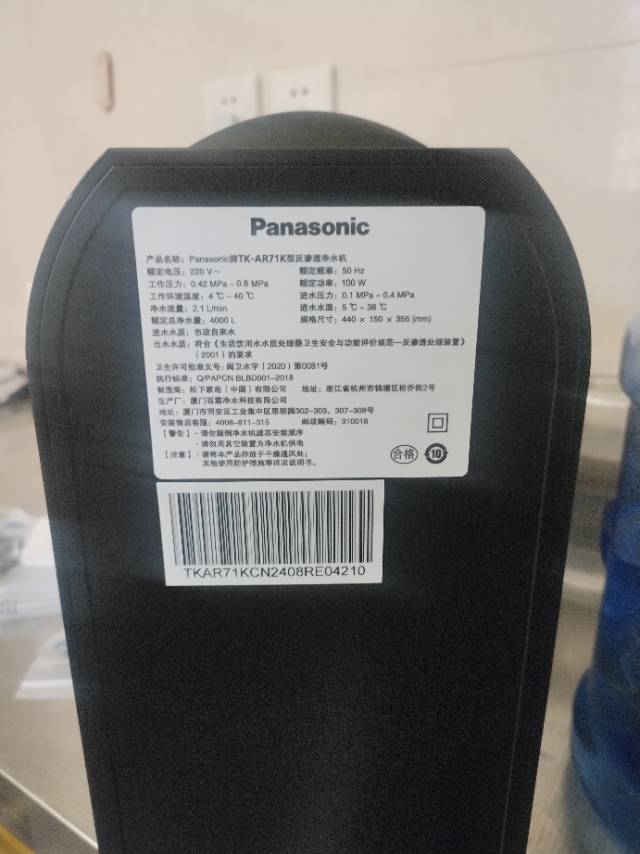 Panasonic
产品名称：Panasonic牌TK-AR71K型反渗透净水机
额定电压：220 V～ 额定频率：50 Hz
工作压力：0.42 MPa～0.8 MPa 额定功率：100 W
工作环境温度：4℃～40℃ 进水压力：0.1 MPa～0.4 MPa
净水流量：2.1 L/min 进水水温：5℃～38℃
额定总净水量：4000 L 规格尺寸：440 × 150 × 355 (mm)
进水水质：市政自来水
出水水质：符合《生活饮用水水质处理器卫生安全与功能评价规范—反渗透处理装置》
（2001）的要求
卫生许可批准文号：闽卫水字（2020）第0081号
执行标准：Q/PAPCN BLBD001-2018
制造商：松下家电（中国）有限公司 地址：浙江省杭州市钱塘区松乔街2号
生产厂：厦门百霖净水科技有限公司
地址：厦门市同安区工业集中区思明园302-303、307-308号
安装售后客服：4008-811-315 邮政编码：310018
【警告】·请勿颠倒净水机滤芯安装顺序
·请勿用其它装置为净水机供电
【注意】·请将本产品存放于干燥通风处；
其他使用防护措施等详见说明书。
合格
10
TKAR71KCN2408RE04210